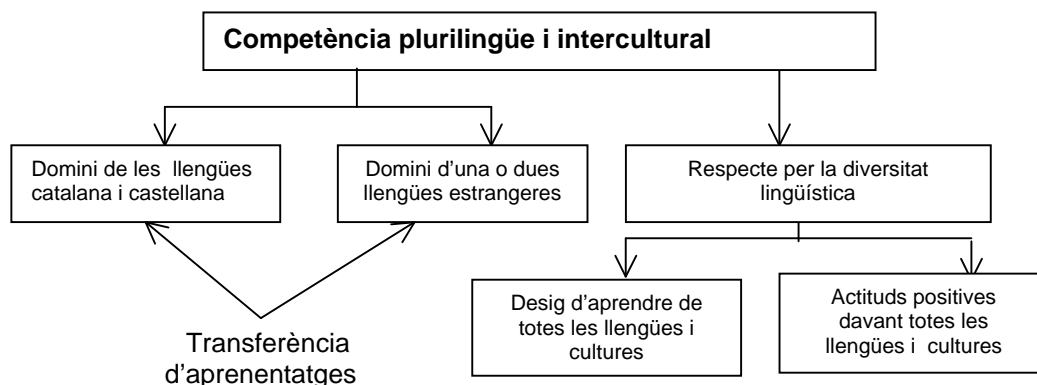 Competència plurilingüe i intercultural
Domini de les llengües
catalana i castellana
Domini d'una o dues
llengües estrangeres
Respecte per la diversitat
lingüística
Desig d'aprendre de
totes les llengües i
cultures
Actituds positives
davant totes les
llengües i cultures
Transferència
d'aprenentatges